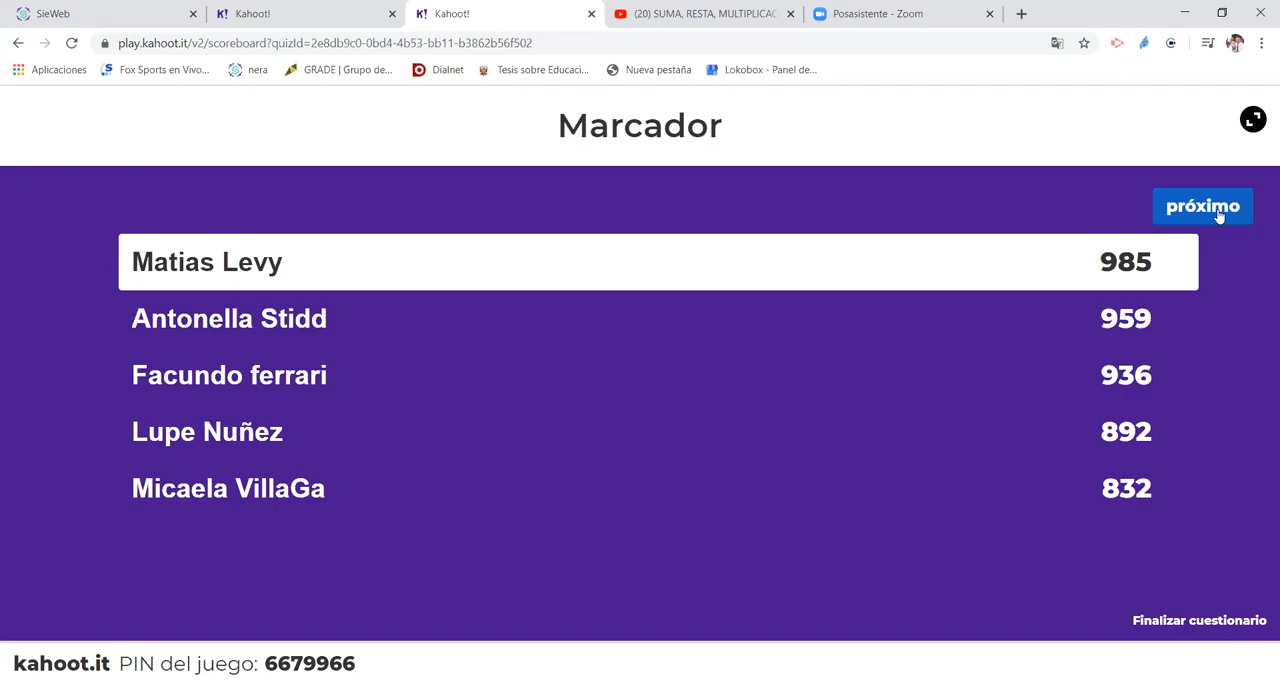 SieWeb
Kahoot!
Kahoot!
(20) SUMA, RESTA, MULTIPLICAC
Posasistente - Zoom
play.kahoot.it/v2/scoreboard?quizId=2e8db9c0-0bd4-4b53-bb11-b3862b56f502
Aplicaciones
Fox Sports en Vivo...
nera
GRADE | Grupo de...
Dialnet
Tesis sobre Educaci...
Nueva pestaña
Lokobox - Panel de...
Marcador
próximo
Matias Levy 985
Antonella Stidd 959
Facundo ferrari 936
Lupe Nuñez 892
Micaela VillaGa 832
Finalizar cuestionario
kahoot.it PIN del juego: 6679966